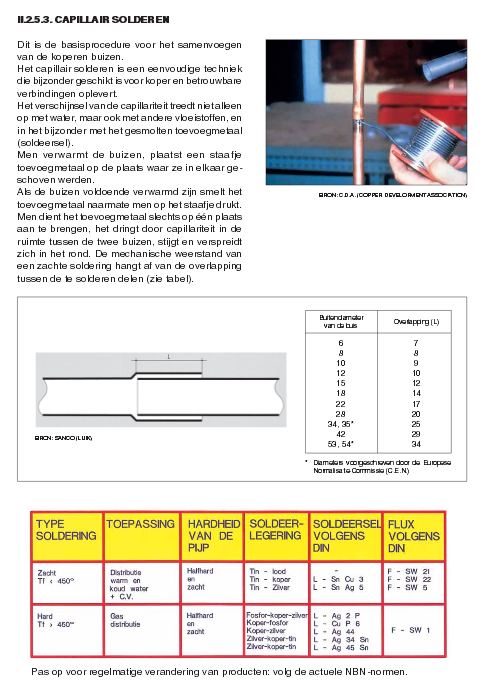 II.2.5.3. CAPILLAIR SOLDEREN
Dit is de basisprocedure voor het samenvoegen
van de koperen buizen.
Het capillair solderen is een eenvoudige techniek
die bijzonder geschikt is voor koper en betrouwbare
verbindingen oplevert.
Het verschijnsel van de capillariteit treedt niet alleen
op met water, maar ook met andere vloeistoffen, en
in het bijzonder met het gesmolten toevoegmetaal
(soldeersel).
Men verwarmt de buizen, plaatst een staafje
toevoegmetaal op de plaats waar ze in elkaar ge-
schoven werden.
Als de buizen voldoende verwarmd zijn smelt het
toevoegmetaal naarmate men op het staafje drukt.
Men dient het toevoegmetaal slechts op één plaats
aan te brengen, het dringt door capillariteit in de
ruimte tussen de twee buizen, stijgt en verspreidt
zich in het rond. De mechanische weerstand van
een zachte soldering hangt af van de overlapping
tussen de te solderen delen (zie tabel).
BRON: C.D.A. (COPPER DEVELOPMENT ASSOCIATION)
L
BRON: SANCO (LUIK)
Buitendiameter van de buis Overlapping (L)
6 7
8 8
10 9
12 10
15 12
18 14
22 17
28 20
34, 35* 25
42 29
53, 54* 34
* Diameters voorgeschreven door de Europese
Normalisatie Commissie (C.E.N.)
TYPE SOLDERING TOEPASSING HARDHEID VAN DE PIJP SOLDEER-LEGERING SOLDEERSEL VOLGENS DIN FLUX VOLGENS DIN
Zacht Distributie Halfhard Tin - lood - F - SW 21
Tf < 450° warm en en Tin - koper L - Sn Cu 3 F - SW 22
koud water zacht Tin - Zilver L - Sn Ag 5 F - SW 5
+ C.V.
Hard Gas Halfhard Fosfor-koper-zilver L - Ag 2 P
Tf < 450° distributie en Koper-fosfor L - Cu P 6
zacht Koper-zilver L - Ag 44 F - SW 1
Zilver-koper-tin L - Ag 34 Sn
Zilver-koper-tin L - Ag 45 Sn
Pas op voor regelmatige verandering van producten: volg de actuele NBN-normen.